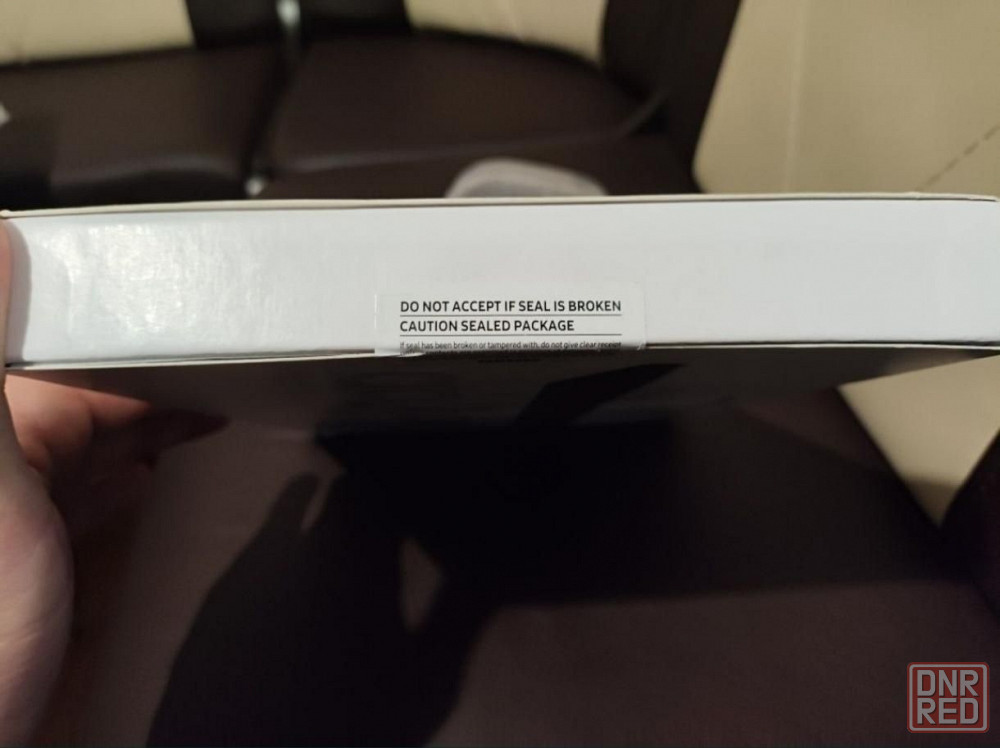 DO NOT ACCEPT IF SEAL IS BROKEN
CAUTION SEALED PACKAGE
If seal has been broken or tampered with, do not give clear receipt
DNR
RED